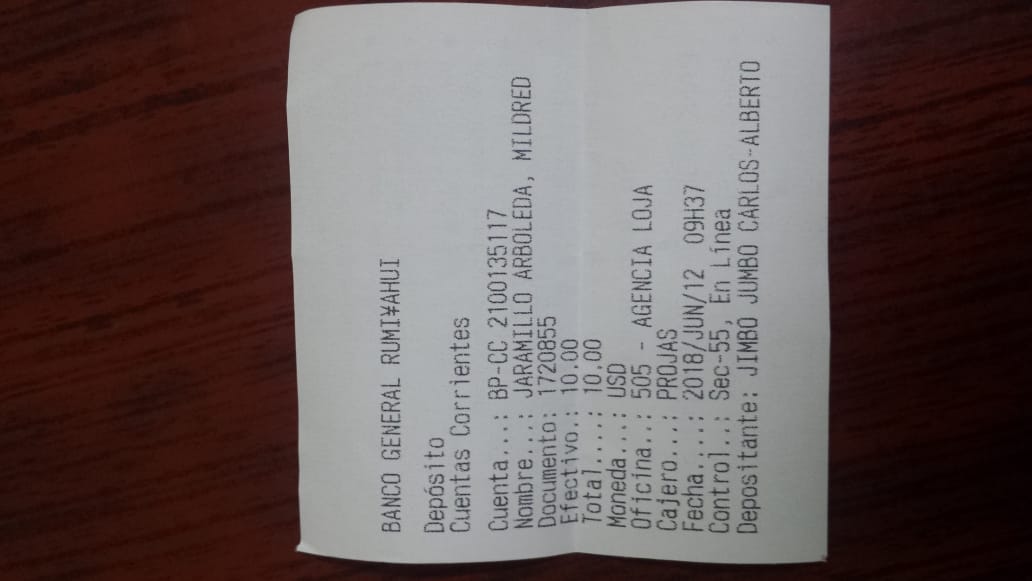 BANCO GENERAL RUMI¥AHUI
Depósito
Cuentas Corrientes
Cuenta...: BP-CC 2100135117
Nombre...: JARAMILLO ARBOLEDA, MILDRED
Documento: 1720855
Efectivo.: 10.00
Total....: 10.00
Moneda...: USD
Oficina..: 505 - AGENCIA LOJA
Cajero...: PROJAS
Fecha....: 2018/JUN/12 09H37
Control..: Sec-55, En Línea
Depositante: JIMBO JUMBO CARLOS-ALBERTO